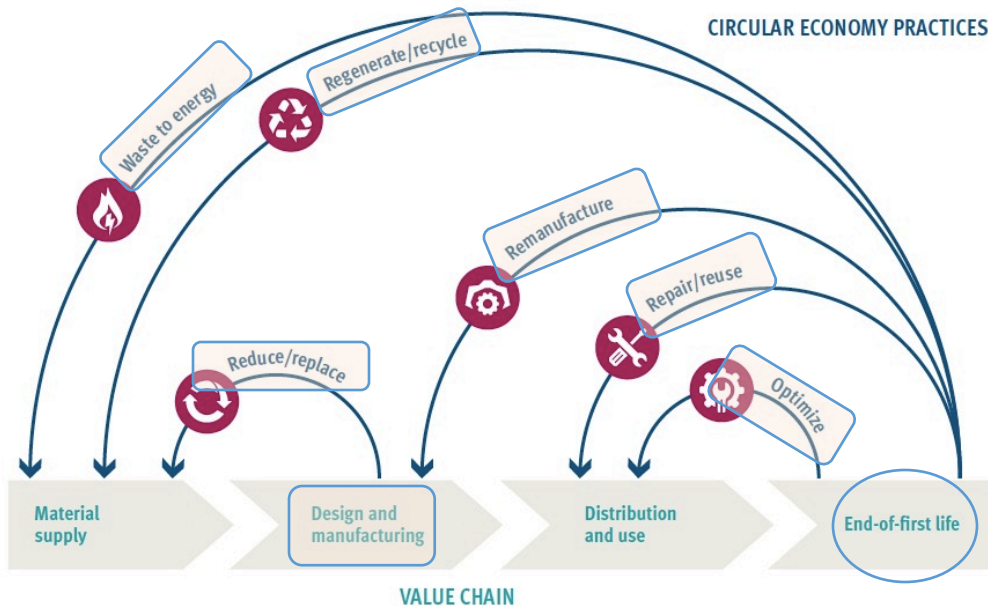 CIRCULAR ECONOMY PRACTICES
Waste to energy
Regenerate/recycle
Remanufacture
Repair/reuse
Reduce/replace
Optimize
Material
supply
Design and
manufacturing
Distribution
and use
End-of-first life
VALUE CHAIN